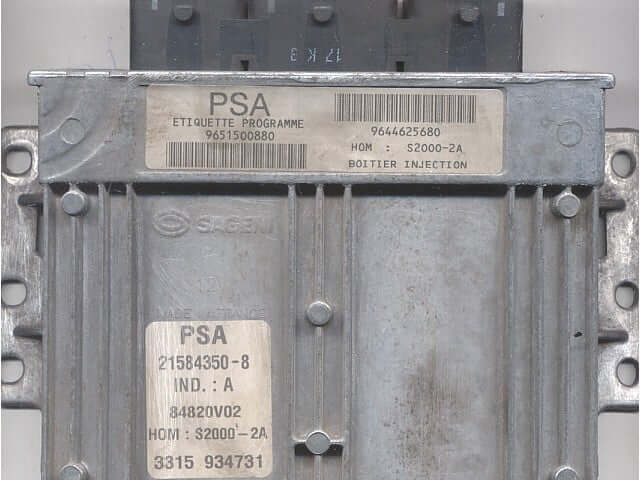 17 K 3
PSA
ETIQUETTE PROGRAMME
9651500880
9644625680
HOM : S2000-2A
BOITIER INJECTION
SAGEM
PSA
21584350-8
IND. : A
84820V02
HOM : S2000-2A
3315 934731